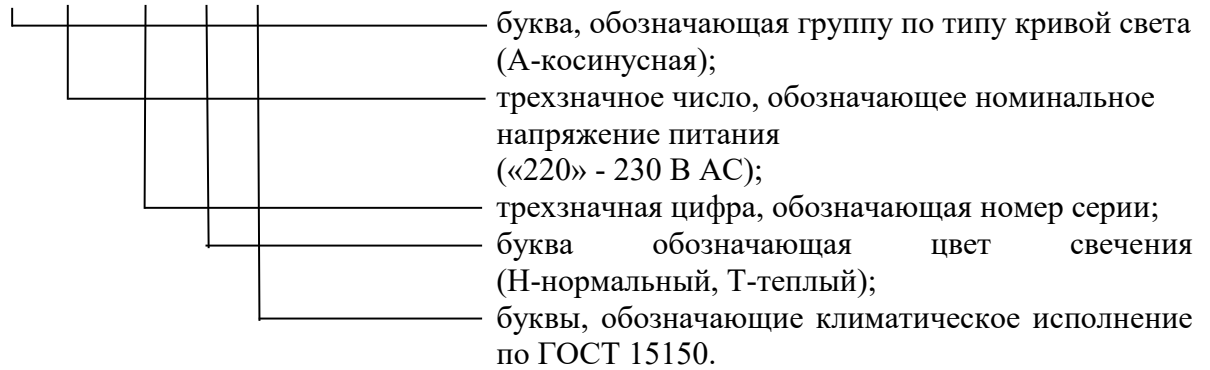 буква, обозначающая группу по типу кривой света
(А-косинусная);
трехзначное число, обозначающее номинальное
напряжение питания
(«220» - 230 В АС);
трехзначная цифра, обозначающая номер серии;
буква обозначающая цвет свечения
(Н-нормальный, Т-теплый);
буквы, обозначающие климатическое исполнение
по ГОСТ 15150.